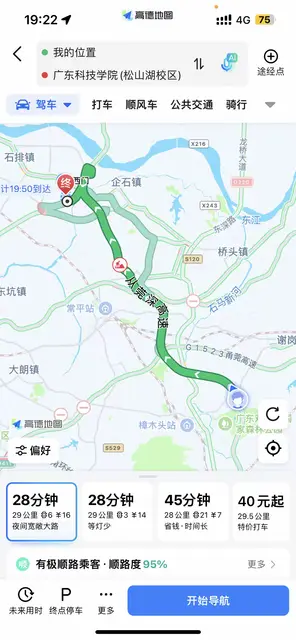 19:22
4G 75
高德地图
我的位置
广东科技学院(松山湖校区)
AI
途经点
驾车
打车
顺风车
公共交通
骑行
X216
龙桥大道
石排镇
企石镇
终
计19:50到达
X243
东江
S120
桥头镇
石马新河
从莞深高速
常平站
东坑镇
谢岗
G1523甬莞高速
大朗镇
樟木头站
高德地图
S529
偏好
28分钟
29公里 6 ¥16
夜间宽敞大路
28分钟
29公里 3 ¥14
等灯少
45分钟
28公里 21 ¥7
省钱·时间长
40元起
29.5公里
特价打车
顺
有极顺路乘客·顺路度95%
更多
未来用时
P
终点停车
更多
开始导航